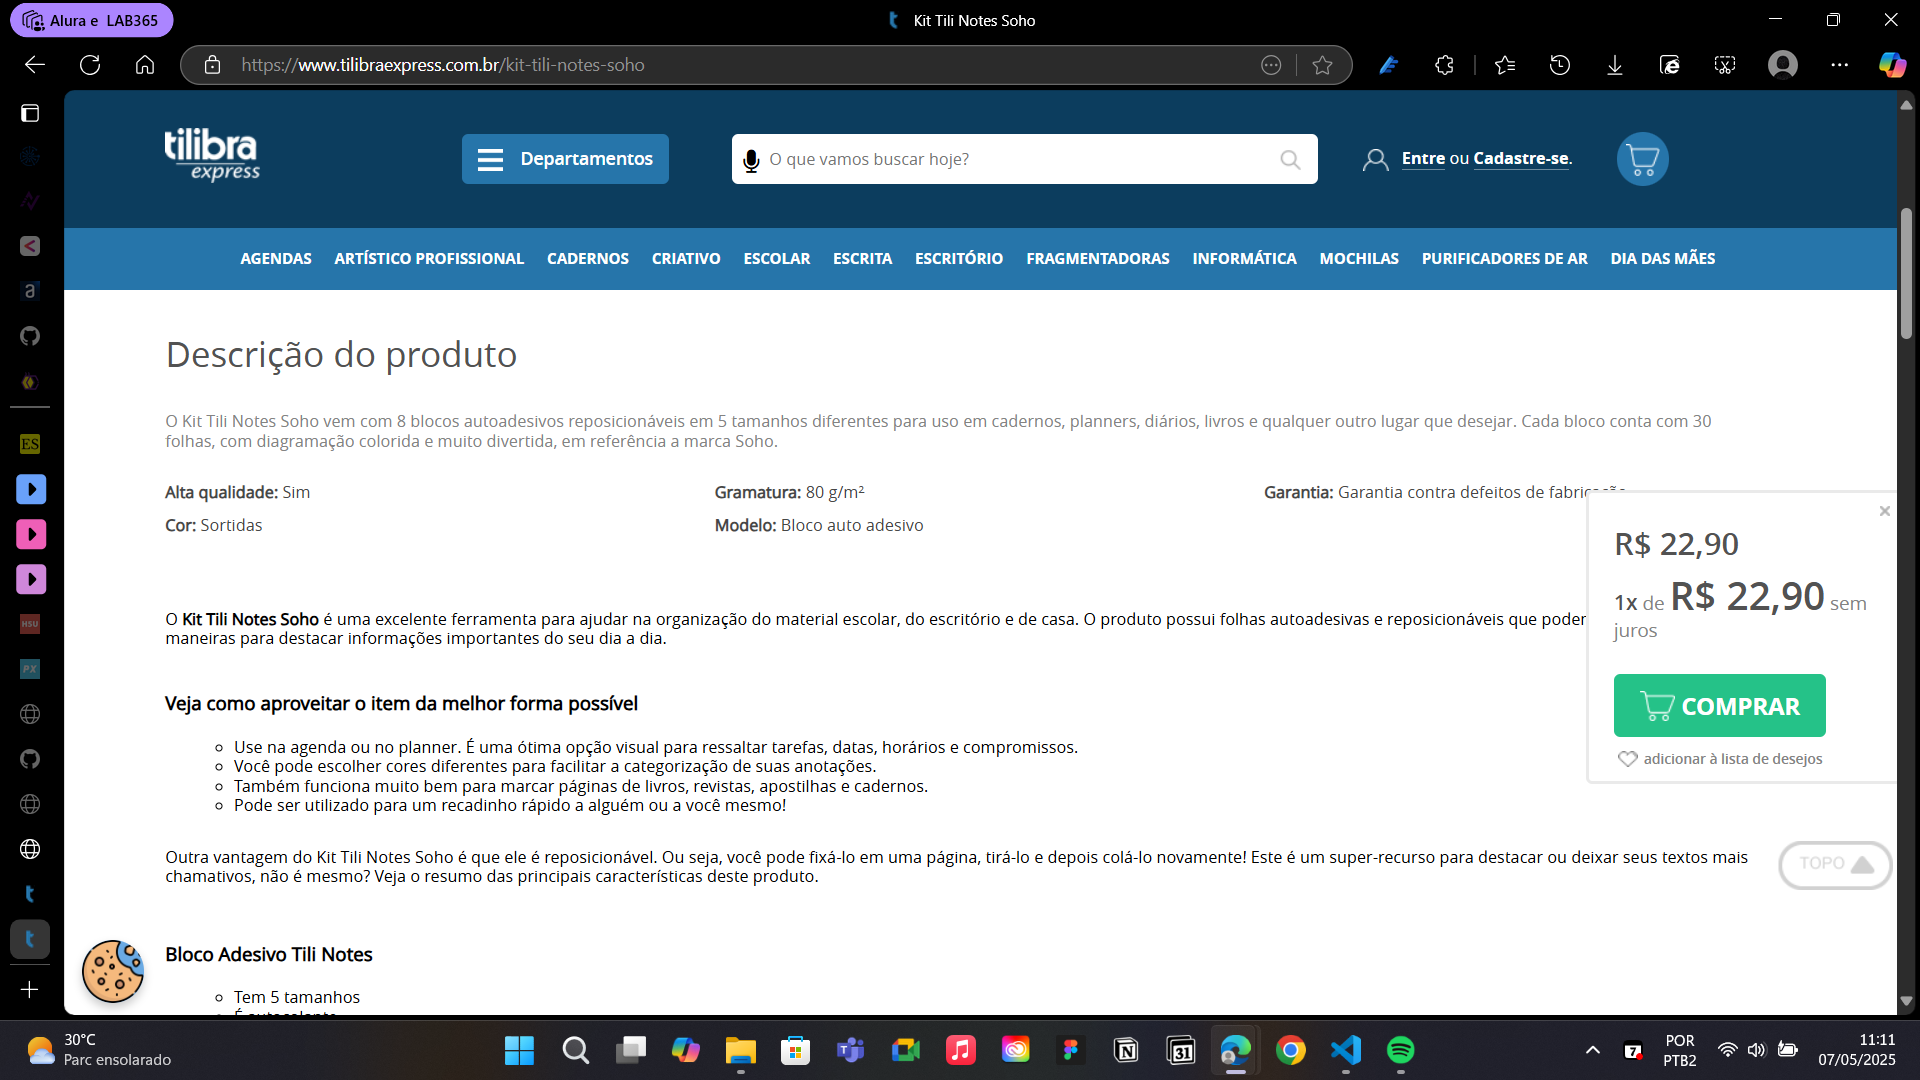 Alura e LAB365
Kit Tili Notes Soho
https://www.tilibraexpress.com.br/kit-tili-notes-soho
tilibra
express
Departamentos
O que vamos buscar hoje?
Entre ou Cadastre-se.
AGENDAS ARTÍSTICO PROFISSIONAL CADERNOS CRIATIVO ESCOLAR ESCRITA ESCRITÓRIO FRAGMENTADORAS INFORMÁTICA MOCHILAS PURIFICADORES DE AR DIA DAS MÃES
Descrição do produto
O Kit Tili Notes Soho vem com 8 blocos autoadesivos reposicionáveis em 5 tamanhos diferentes para uso em cadernos, planners, diários, livros e qualquer outro lugar que desejar. Cada bloco conta com 30
folhas, com diagramação colorida e muito divertida, em referência a marca Soho.
Alta qualidade: Sim
Gramatura: 80 g/m²
Garantia: Garantia contra defeitos de
Cor: Sortidas
Modelo: Bloco auto adesivo
R$ 22,90
1x de R$ 22,90 sem
juros
COMPRAR
adicionar à lista de desejos
O Kit Tili Notes Soho é uma excelente ferramenta para ajudar na organização do material escolar, do escritório e de casa. O produto possui folhas autoadesivas e reposicionáveis que
maneiras para destacar informações importantes do seu dia a dia.
Veja como aproveitar o item da melhor forma possível
Use na agenda ou no planner. É uma ótima opção visual para ressaltar tarefas, datas, horários e compromissos.
Você pode escolher cores diferentes para facilitar a categorização de suas anotações.
Também funciona muito bem para marcar páginas de livros, revistas, apostilhas e cadernos.
Pode ser utilizado para um recadinho rápido a alguém ou a você mesmo!
Outra vantagem do Kit Tili Notes Soho é que ele é reposicionável. Ou seja, você pode fixá-lo em uma página, tirá-lo e depois colá-lo novamente! Este é um super-recurso para destacar ou deixar seus textos mais
chamativos, não é mesmo? Veja o resumo das principais características deste produto.
TOPO
Bloco Adesivo Tili Notes
Tem 5 tamanhos
ES
HSU
PX
30°C
Parc ensolarado
31
7
POR
PTB2
11:11
07/05/2025